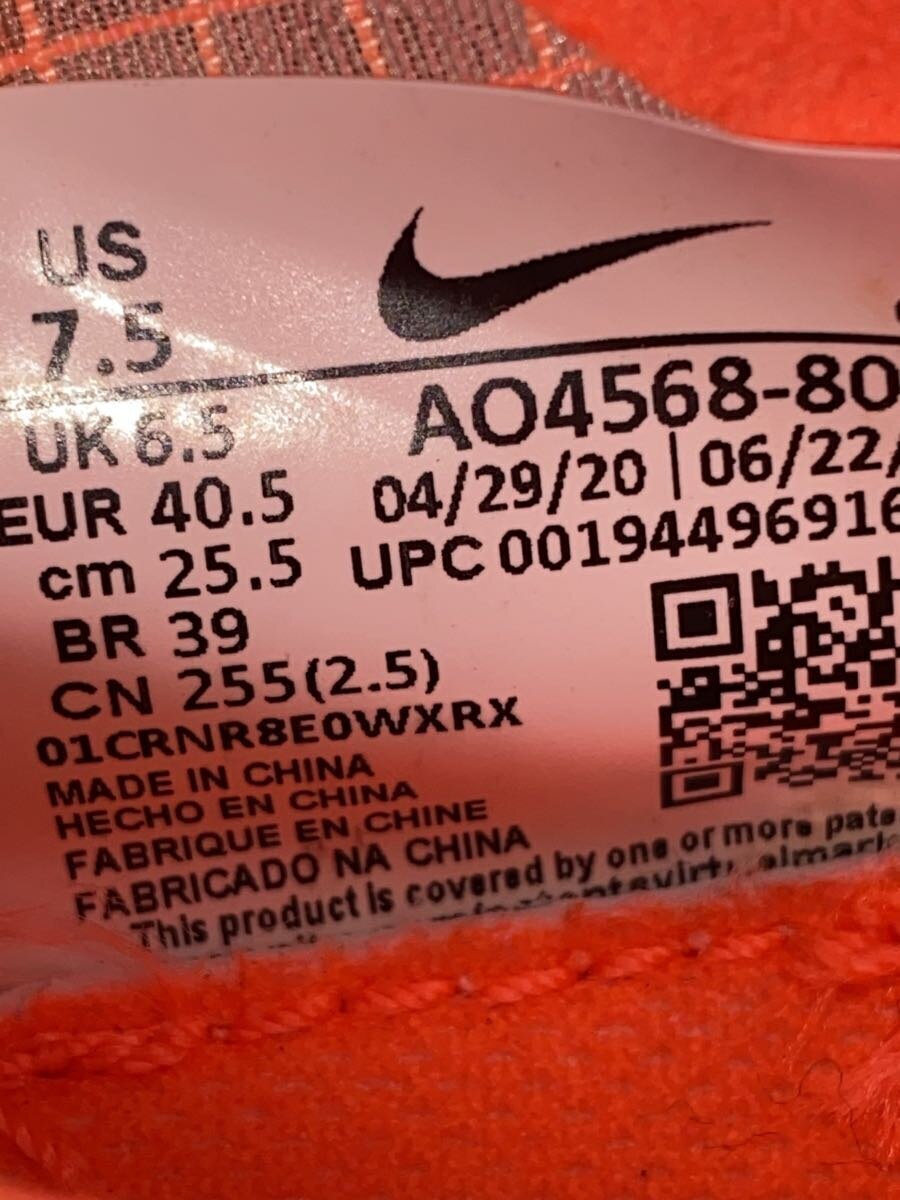 US
7.5
UK 6.5
EUR 40.5
cm 25.5
BR 39
CN 255(2.5)
AO4568-80
04/29/20 | 06/22/
UPC 00194496916
01CRNR8E0WXRX
MADE IN CHINA
HECHO EN CHINA
FABRIQUE EN CHINE
FABRICADO NA CHINA
This product is covered by one or more pate